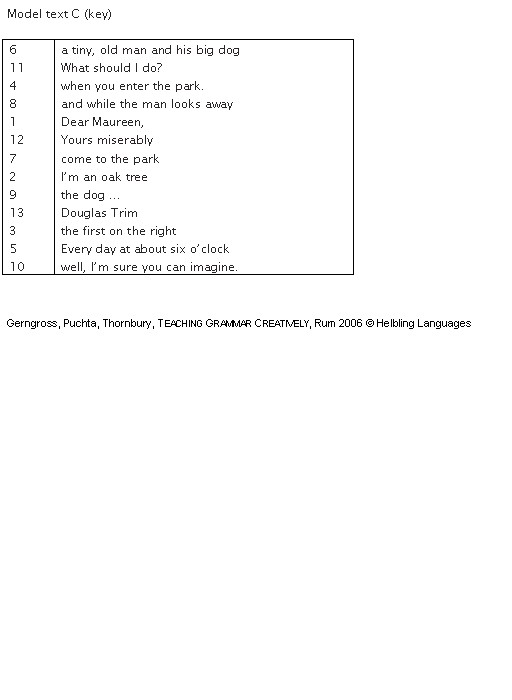 Model text C (key)
6 a tiny, old man and his big dog
11 What should I do?
4 when you enter the park.
8 and while the man looks away
1 Dear Maureen,
12 Yours miserably
7 come to the park
2 I'm an oak tree
9 the dog ...
13 Douglas Trim
3 the first on the right
5 Every day at about six o'clock
10 well, I'm sure you can imagine.
Gerngross, Puchta, Thornbury, TEACHING GRAMMAR CREATIVELY, Rum 2006 © Helbling Languages